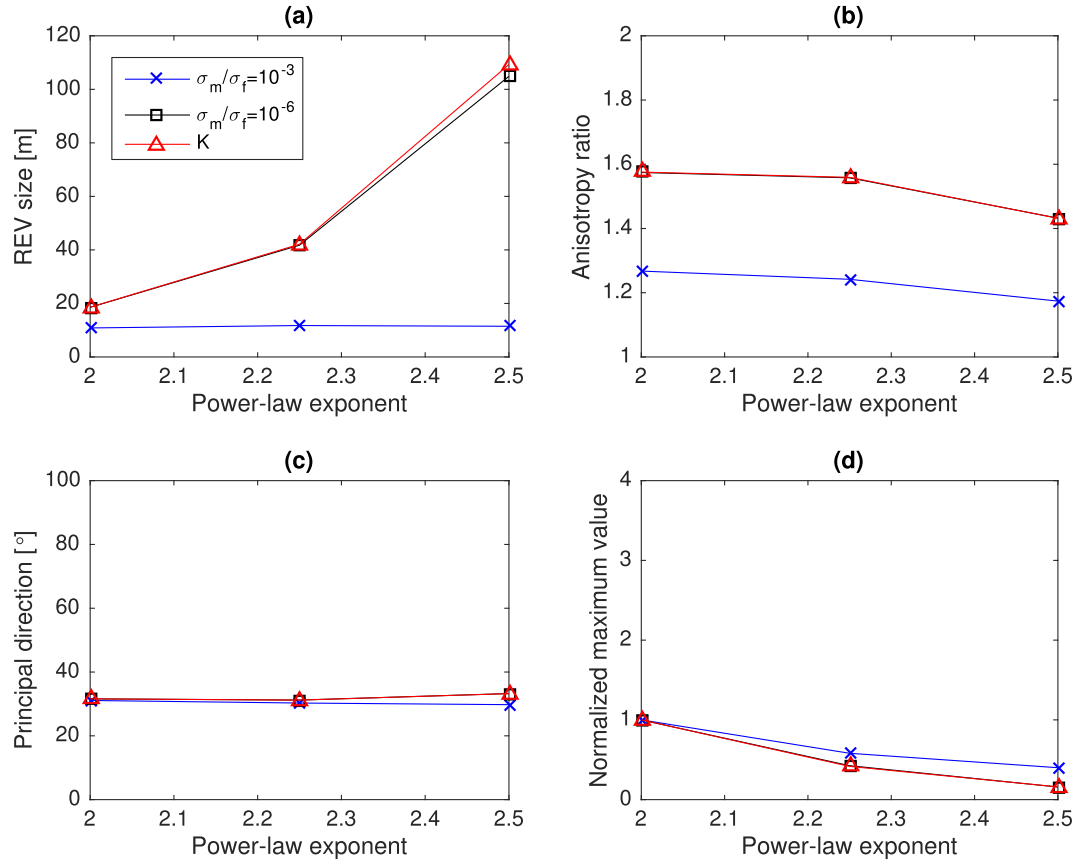 (a)
120
100
80
60
40
20
0
REV size [m]
σm/σf=10-3
σm/σf=10-6
K
2 2.1 2.2 2.3 2.4 2.5
Power-law exponent
(b)
2
1.8
1.6
1.4
1.2
1
Anisotropy ratio
2 2.1 2.2 2.3 2.4 2.5
Power-law exponent
(c)
100
80
60
40
20
0
Principal direction [°]
2 2.1 2.2 2.3 2.4 2.5
Power-law exponent
(d)
4
3
2
1
0
Normalized maximum value
2 2.1 2.2 2.3 2.4 2.5
Power-law exponent